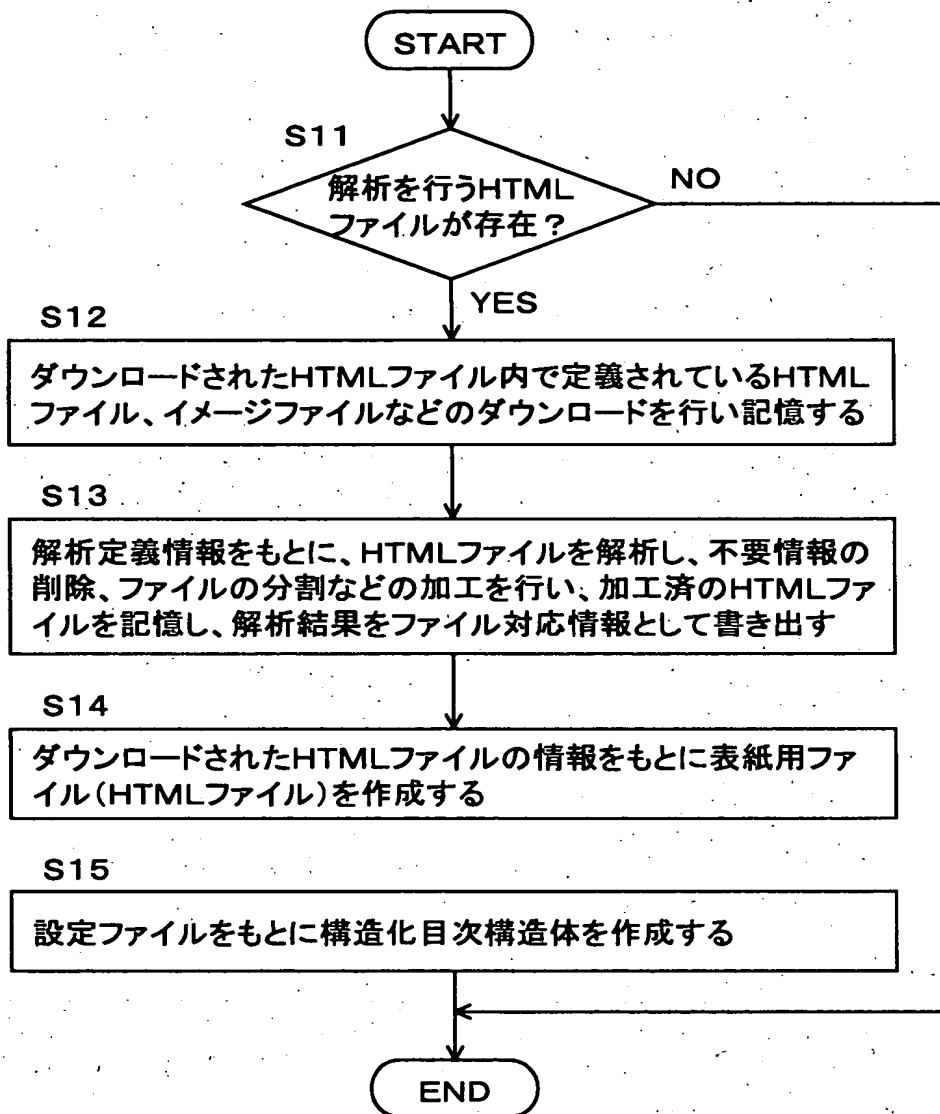 START
S11
解析を行うHTML
ファイルが存在？
NO
YES
S12
ダウンロードされたHTMLファイル内で定義されているHTML
ファイル、イメージファイルなどのダウンロードを行い記憶する
S13
解析定義情報をもとに、HTMLファイルを解析し、不要情報の
削除、ファイルの分割などの加工を行い、加工済のHTMLファ
イルを記憶し、解析結果をファイル対応情報として書き出す
S14
ダウンロードされたHTMLファイルの情報をもとに表紙用ファ
イル(HTMLファイル)を作成する
S15
設定ファイルをもとに構造化目次構造体を作成する
END